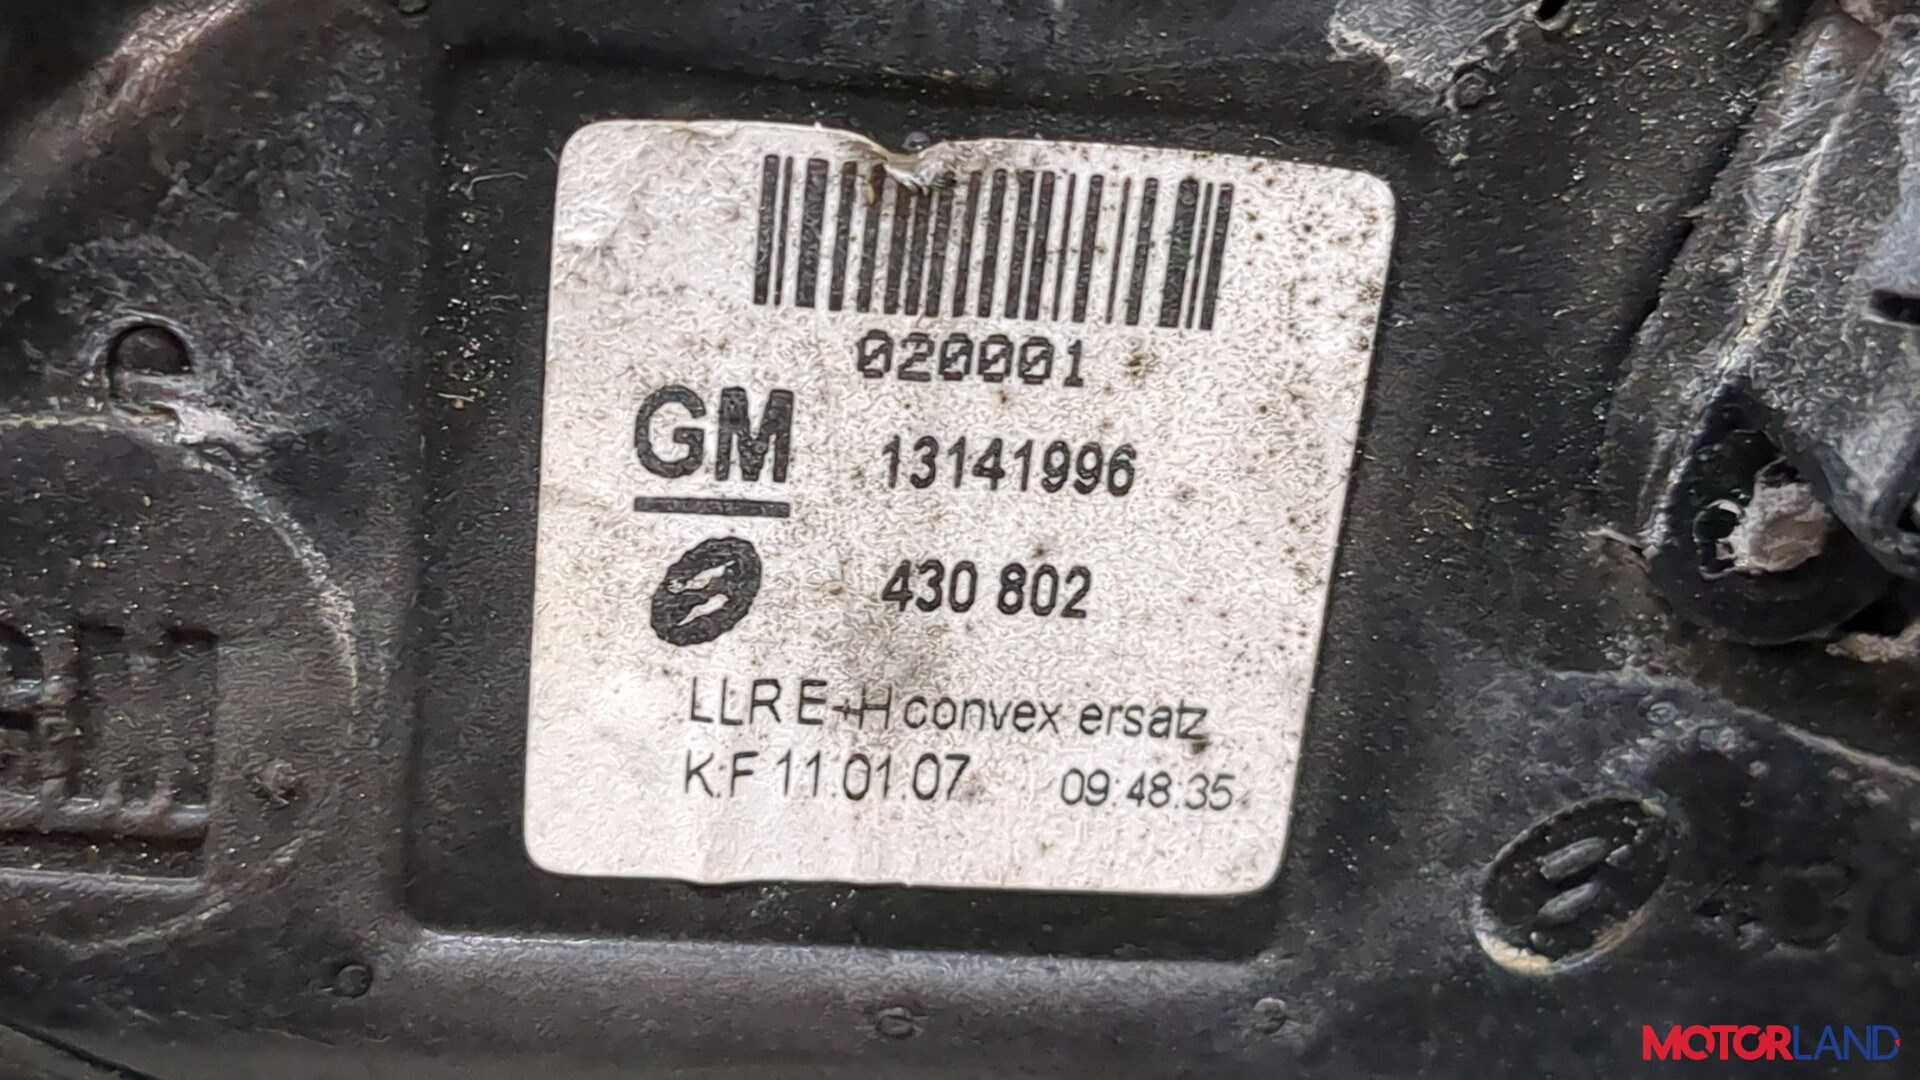 020001
GM 13141996
430 802
LLR E+H convex ersatz
K.F 11.01.07 09:48:35
MOTORLAND